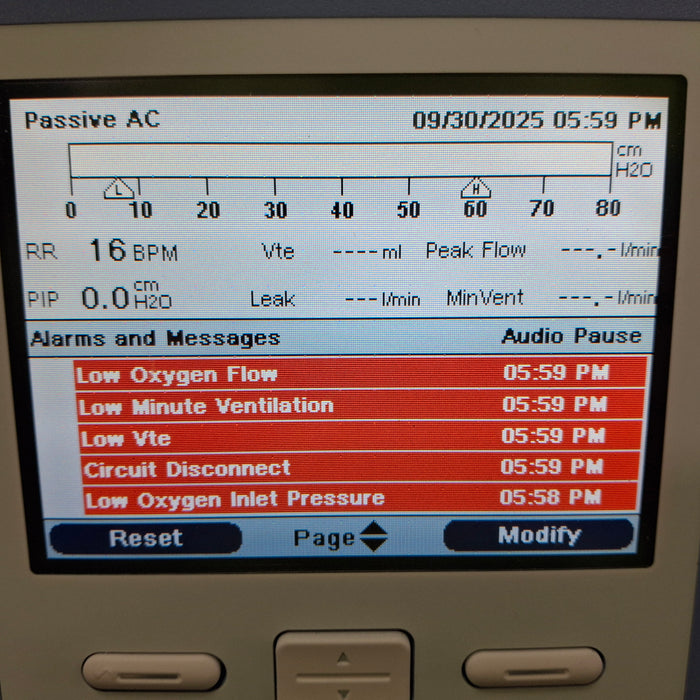 Passive AC 09/30/2025 05:59 PM
cm
H2O
L H
0 10 20 30 40 50 60 70 80
RR 16 BPM Vte ---- ml Peak Flow ---.- l/min
PIP 0.0 cm H2O Leak --- l/min MinVent ---.- l/min
Alarms and Messages Audio Pause
Low Oxygen Flow 05:59 PM
Low Minute Ventilation 05:59 PM
Low Vte 05:59 PM
Circuit Disconnect 05:59 PM
Low Oxygen Inlet Pressure 05:58 PM
Reset Page Modify